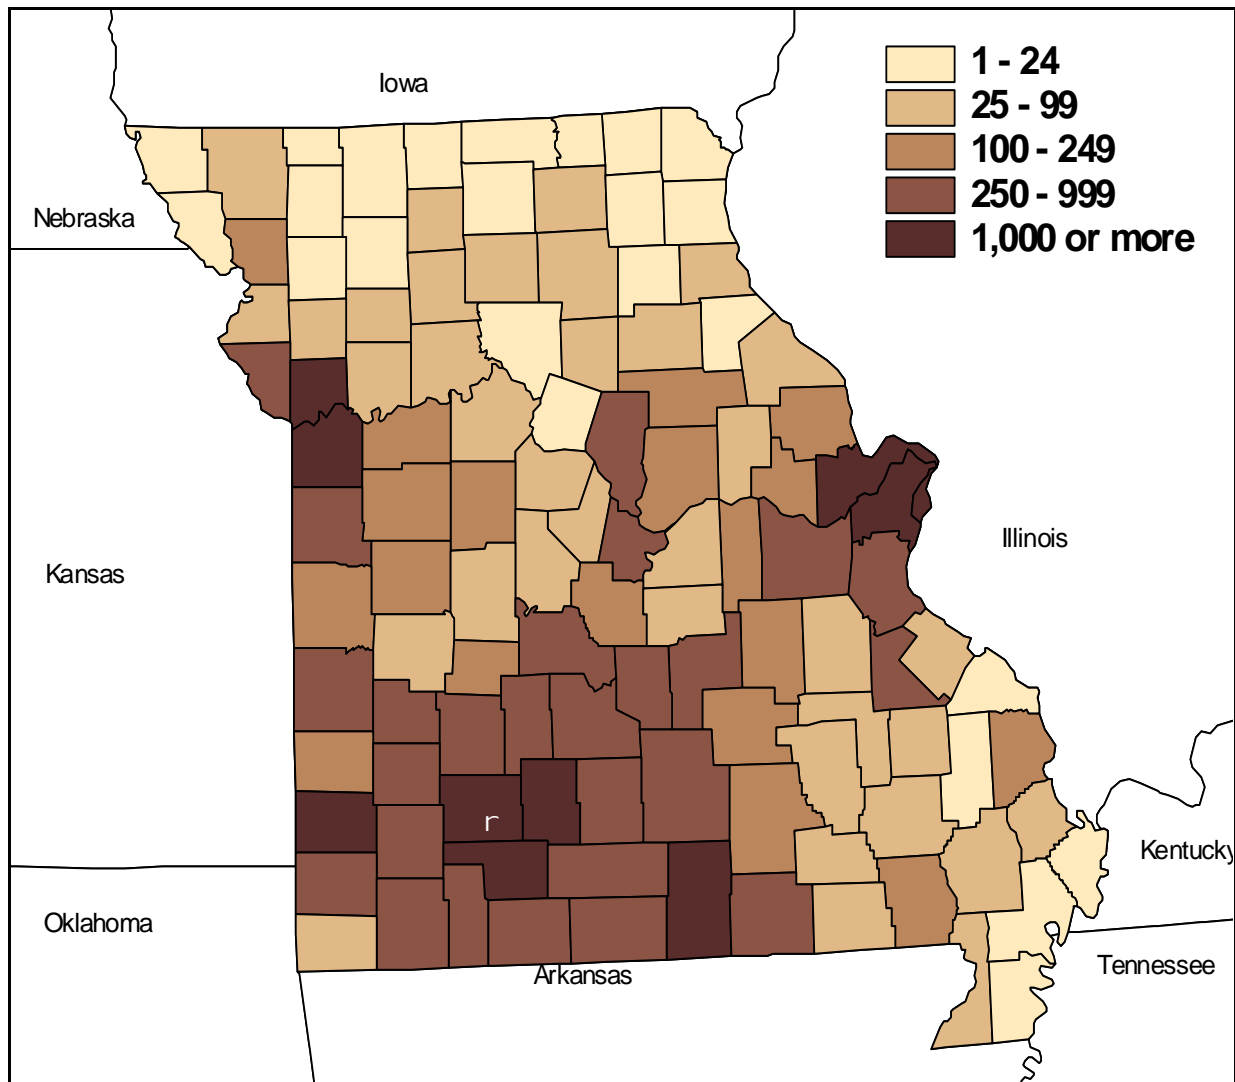 1 - 24
Iowa
25 - 99
100 - 249
250 - 999
Nebraska
1,000 or more
Illinois
Kansas
r
Kentucky
Oklahoma
Tennessee
Arkansas